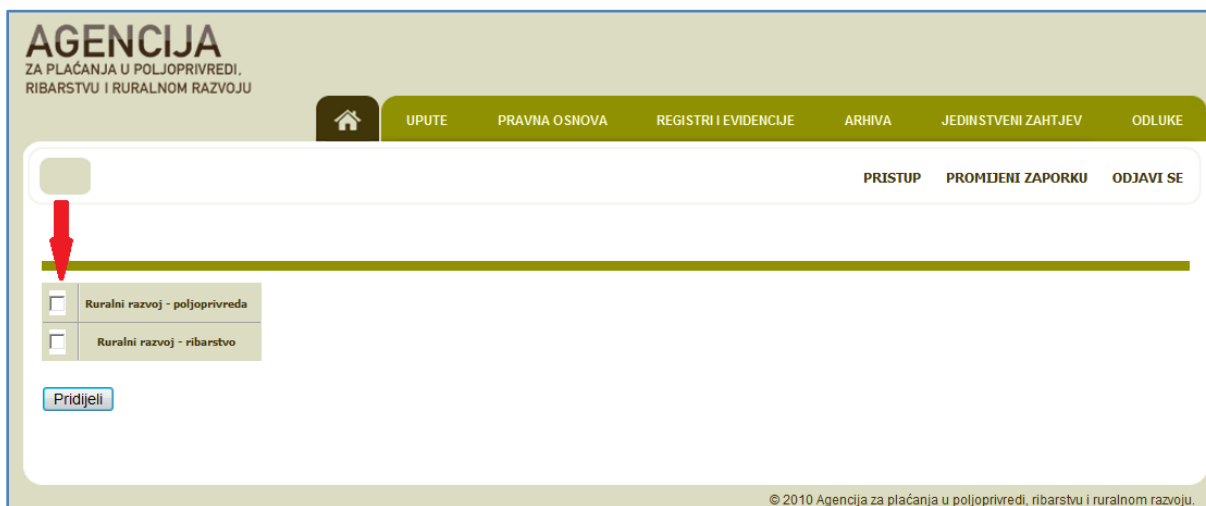 AGENCIJA
ZA PLAĆANJA U POLJOPRIVREDI,
RIBARSTVU I RURALNOM RAZVOJU
UPUTE PRAVNA OSNOVA REGISTRI I EVIDENCIJE ARHIVA JEDINSTVENI ZAHTJEV ODLUKE
PRISTUP PROMIJENI ZAPORKU ODJAVI SE
Ruralni razvoj - poljoprivreda
Ruralni razvoj - ribarstvo
Pridijeli
© 2010 Agencija za plaćanja u poljoprivredi, ribarstvu i ruralnom razvoju.